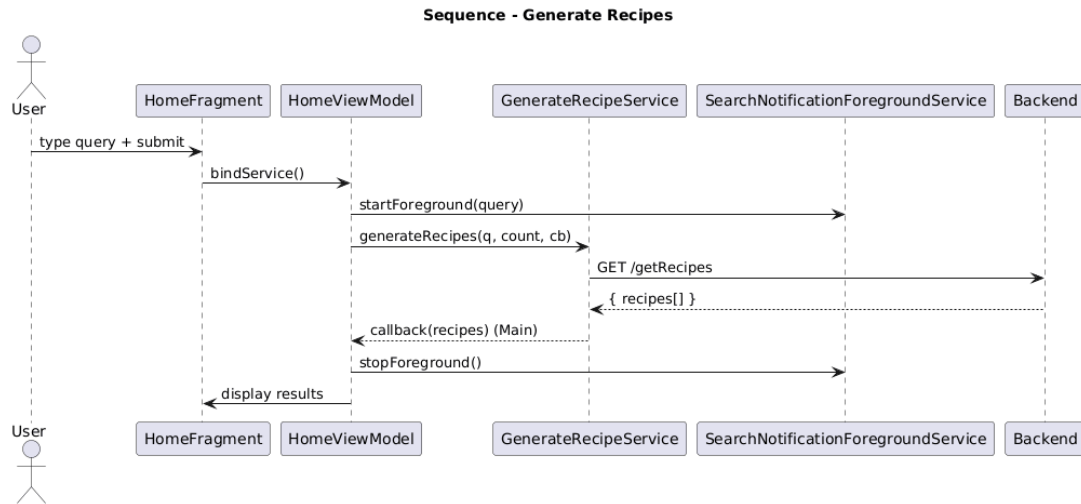 Sequence - Generate Recipes
User
HomeFragment
HomeViewModel
GenerateRecipeService
SearchNotificationForegroundService
Backend
type query + submit
bindService()
startForeground(query)
generateRecipes(q, count, cb)
GET /getRecipes
{ recipes[] }
callback(recipes) (Main)
stopForeground()
display results
User
HomeFragment
HomeViewModel
GenerateRecipeService
SearchNotificationForegroundService
Backend